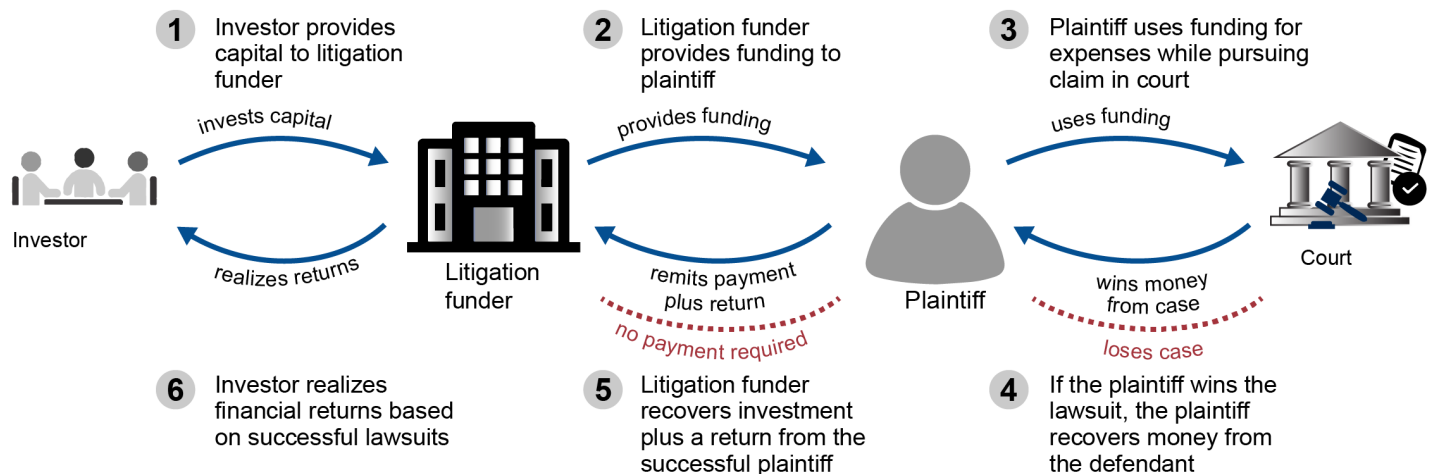 1
Investor provides
capital to litigation
funder
2
Litigation funder
provides funding to
plaintiff
3
Plaintiff uses funding for
expenses while pursuing
claim in court
invests capital
provides funding
uses funding
Investor
realizes returns
Litigation
funder
remits payment
plus return
no payment required
Plaintiff
wins money
from case
loses case
Court
6
Investor realizes
financial returns based
on successful lawsuits
5
Litigation funder
recovers investment
plus a return from the
successful plaintiff
4
If the plaintiff wins the
lawsuit, the plaintiff
recovers money from
the defendant